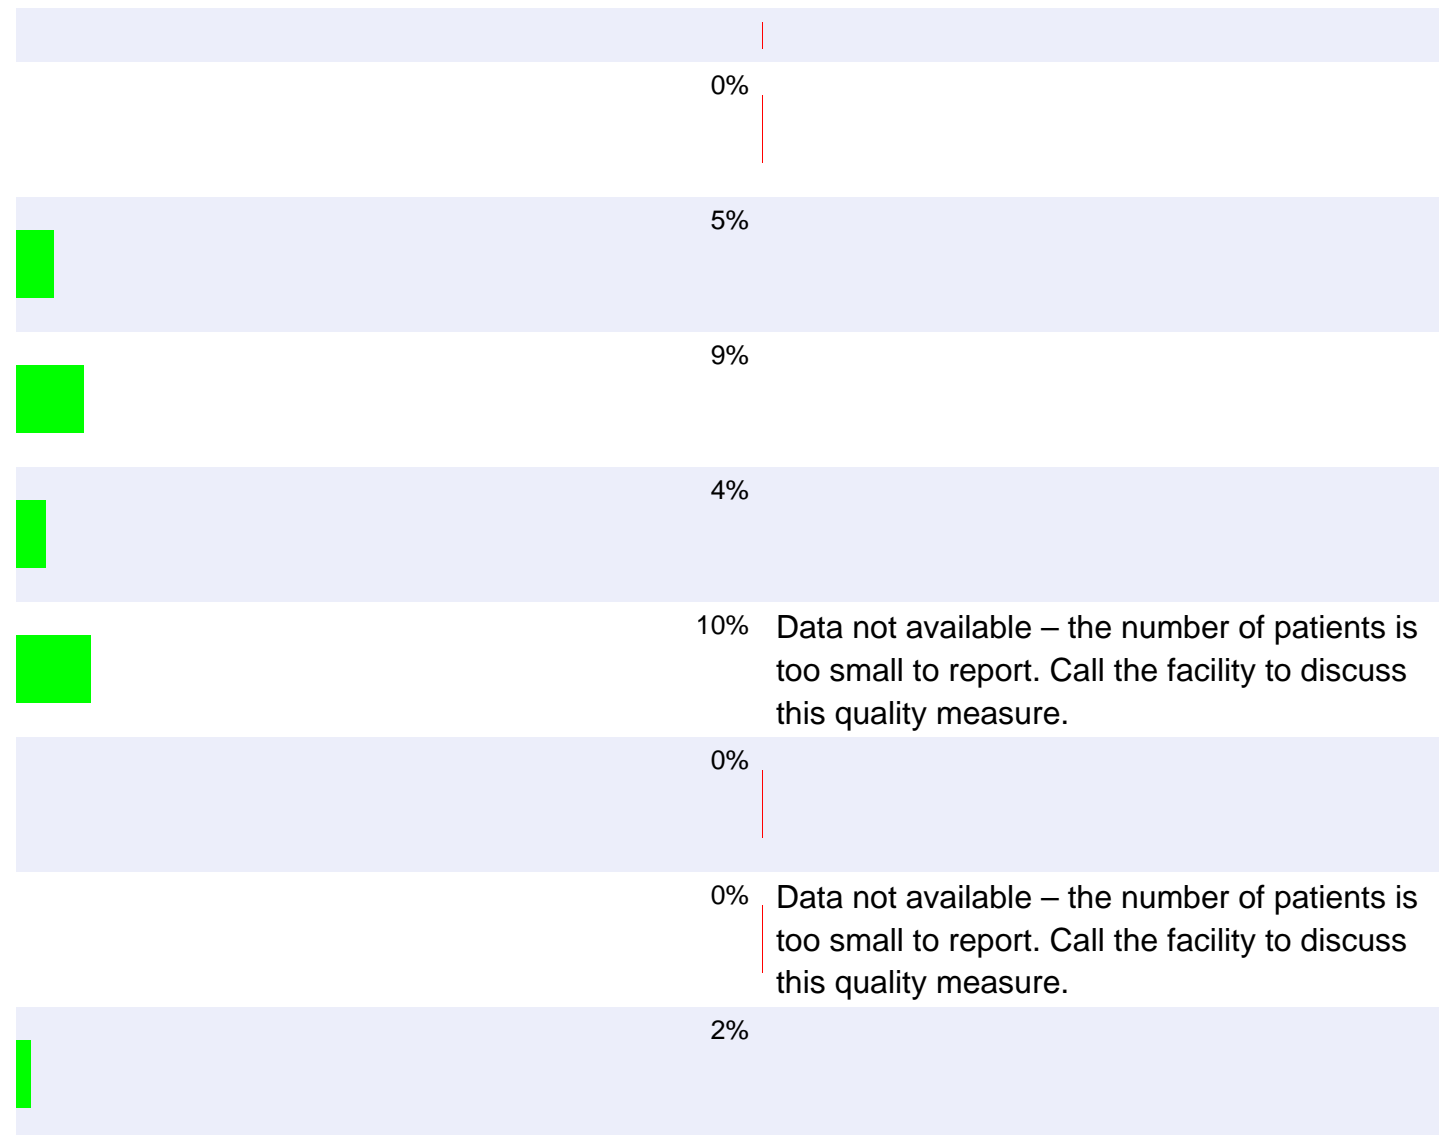 0%
5%
9%
4%
10%
Data not available – the number of patients is
too small to report. Call the facility to discuss
this quality measure.
0%
0%
Data not available – the number of patients is
too small to report. Call the facility to discuss
this quality measure.
2%